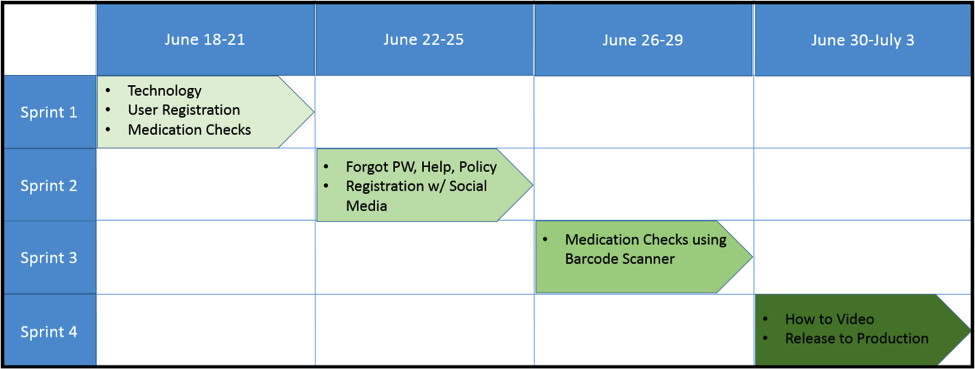 June 18-21
June 22-25
June 26-29
June 30-July 3
Sprint 1
• Technology
• User Registration
• Medication Checks
Sprint 2
• Forgot PW, Help, Policy
• Registration w/ Social
Media
Sprint 3
• Medication Checks using
Barcode Scanner
Sprint 4
• How to Video
• Release to Production